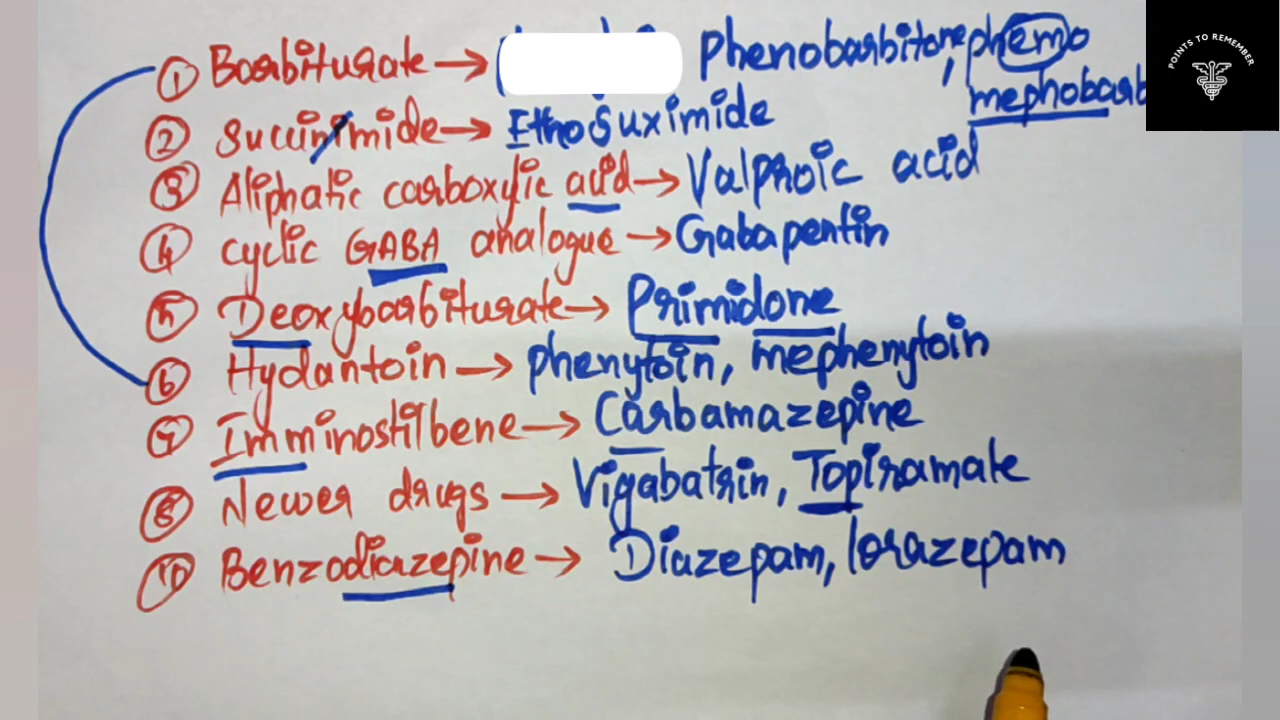 ① Barbiturate → Phenobarbitone, phemo
mephobarb
② Succinimide → Ethosuximide
③ Aliphatic carboxylic acid → Valproic acid
④ cyclic GABA analogue → Gabapentin
⑤ Deoxybarbiturate → Primidone
⑥ Hydantoin → phenytoin, mephenytoin
⑨ Imminostilbene → Carbamazepine
⑧ Newer drugs → Vigabatrin, Topiramate
⑩ Benzodiazepine → Diazepam, lorazepam
POINTS TO REMEMBER